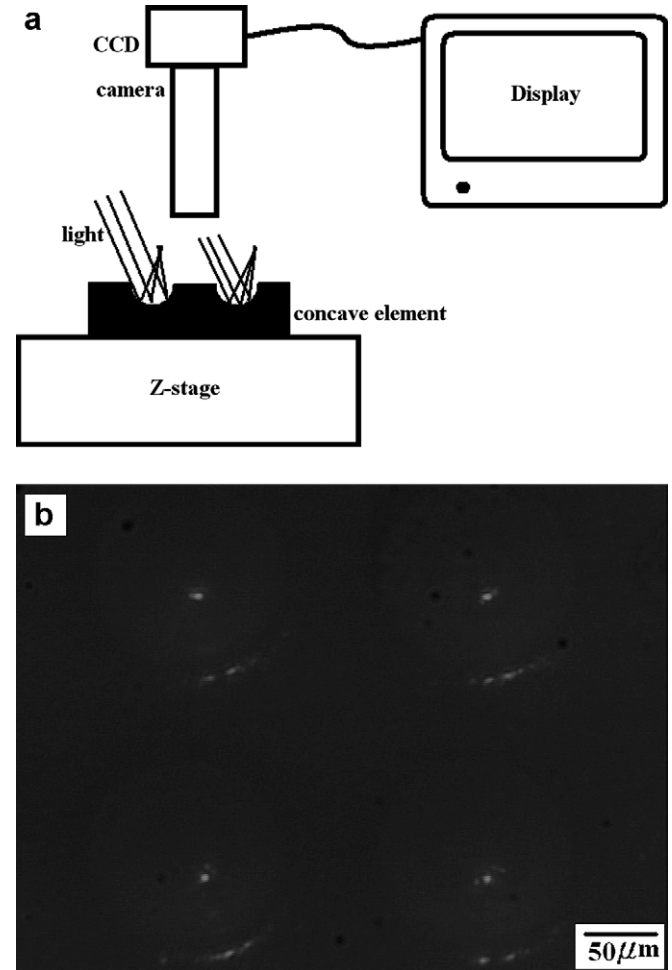 a
CCD
camera
Display
light
concave element
Z-stage
b
50μm